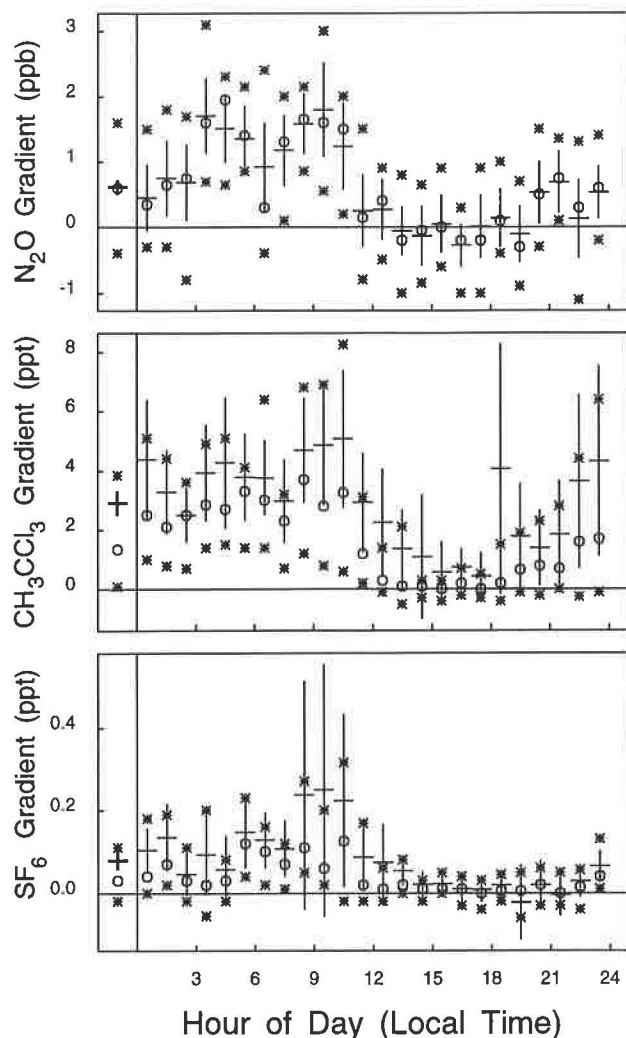 N2O Gradient (ppb)
3
2
1
0
-1
CH3CCl3 Gradient (ppt)
8
6
4
2
0
SF6 Gradient (ppt)
0.4
0.2
0.0
3 6 9 12 15 18 21 24
Hour of Day (Local Time)